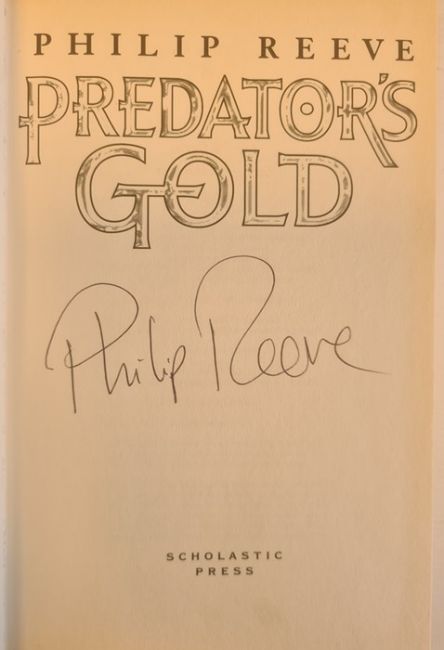 PHILIP REEVE
PREDATOR'S
GOLD
Philip Reeve
SCHOLASTIC
PRESS